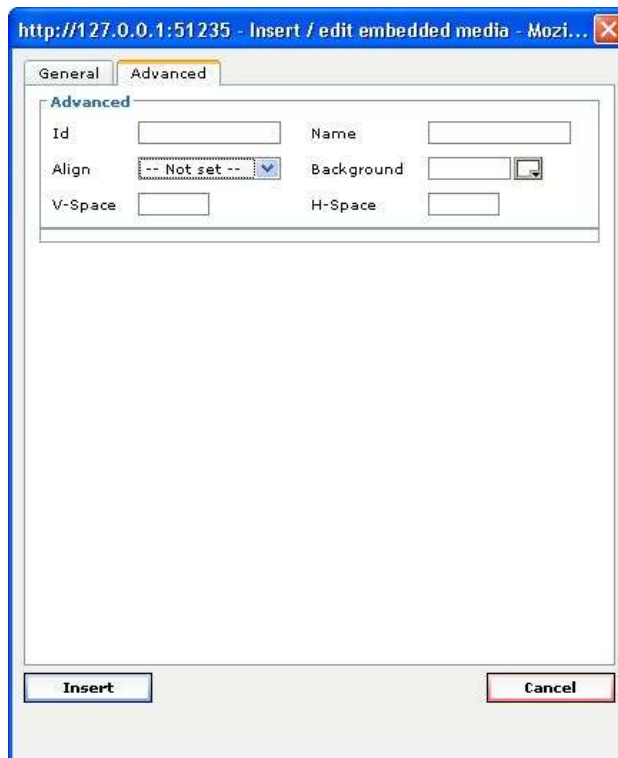 http://127.0.0.1:51235 - Insert / edit embedded media - Mozi...
General Advanced
Advanced
Id Name
Align -- Not set -- Background
V-Space H-Space
Insert Cancel